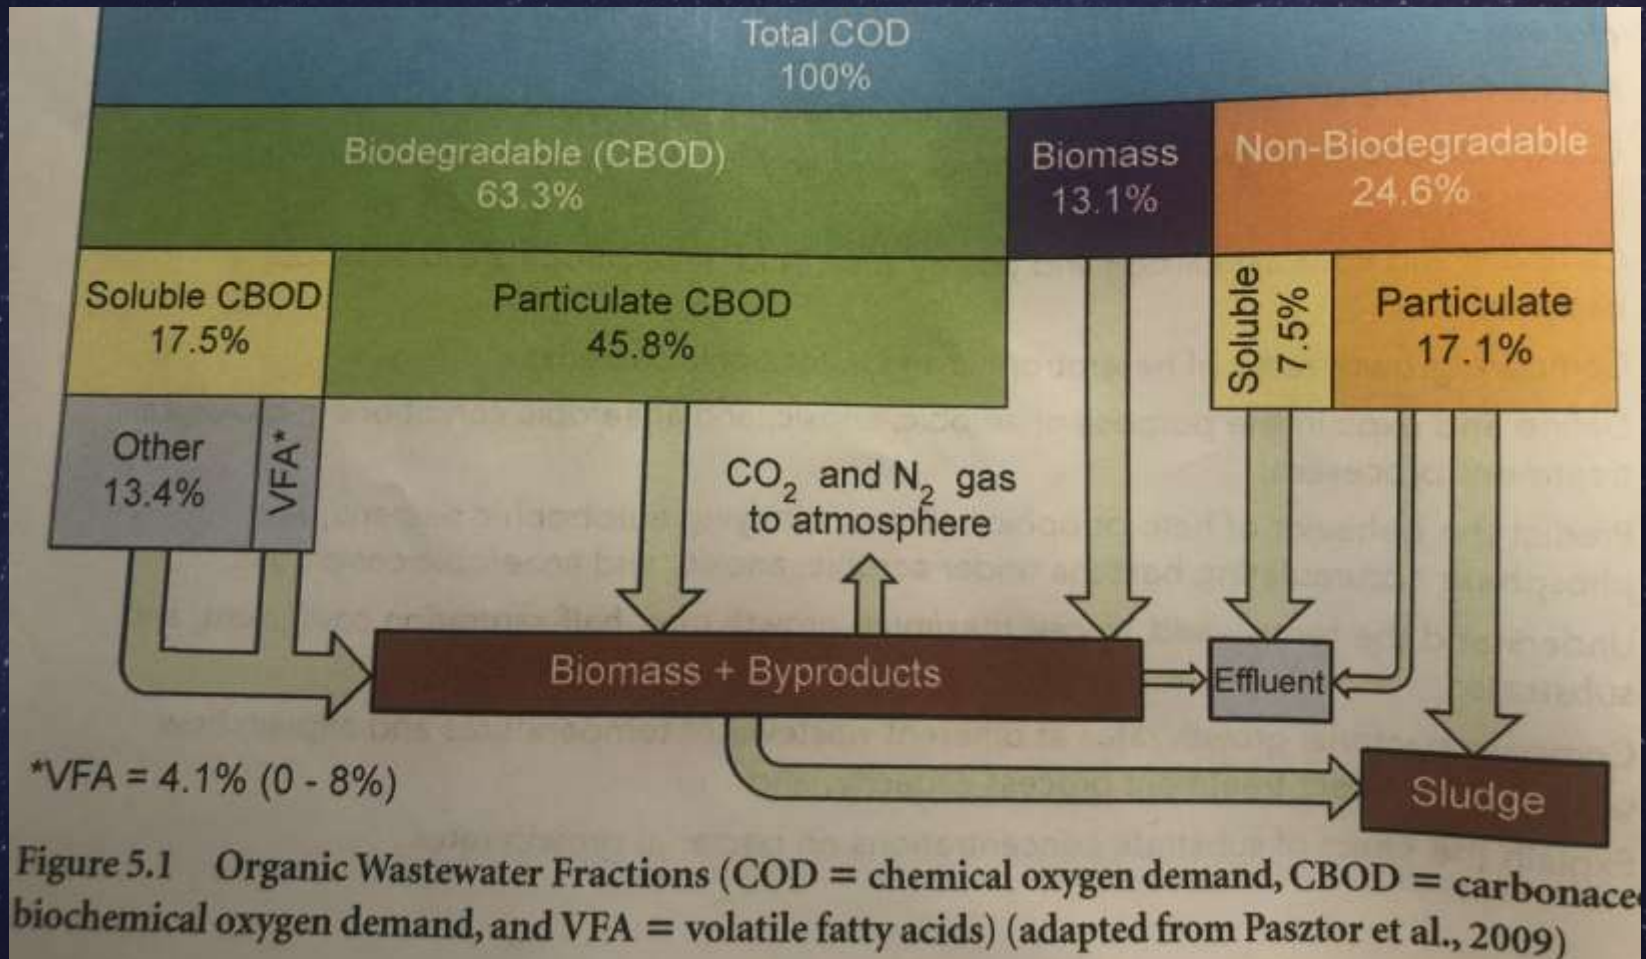 Total COD
100%
Biodegradable (CBOD)
63.3%
Biomass
13.1%
Non-Biodegradable
24.6%
Soluble CBOD
17.5%
Particulate CBOD
45.8%
Soluble
7.5%
Particulate
17.1%
Other
13.4%
VFA*
CO₂ and N₂ gas
to atmosphere
Biomass + Byproducts
Effluent
Sludge
*VFA = 4.1% (0 - 8%)
Figure 5.1 Organic Wastewater Fractions (COD = chemical oxygen demand, CBOD =
biochemical oxygen demand, and VFA = volatile fatty acids) (adapted from Pasztor et al., 2009)